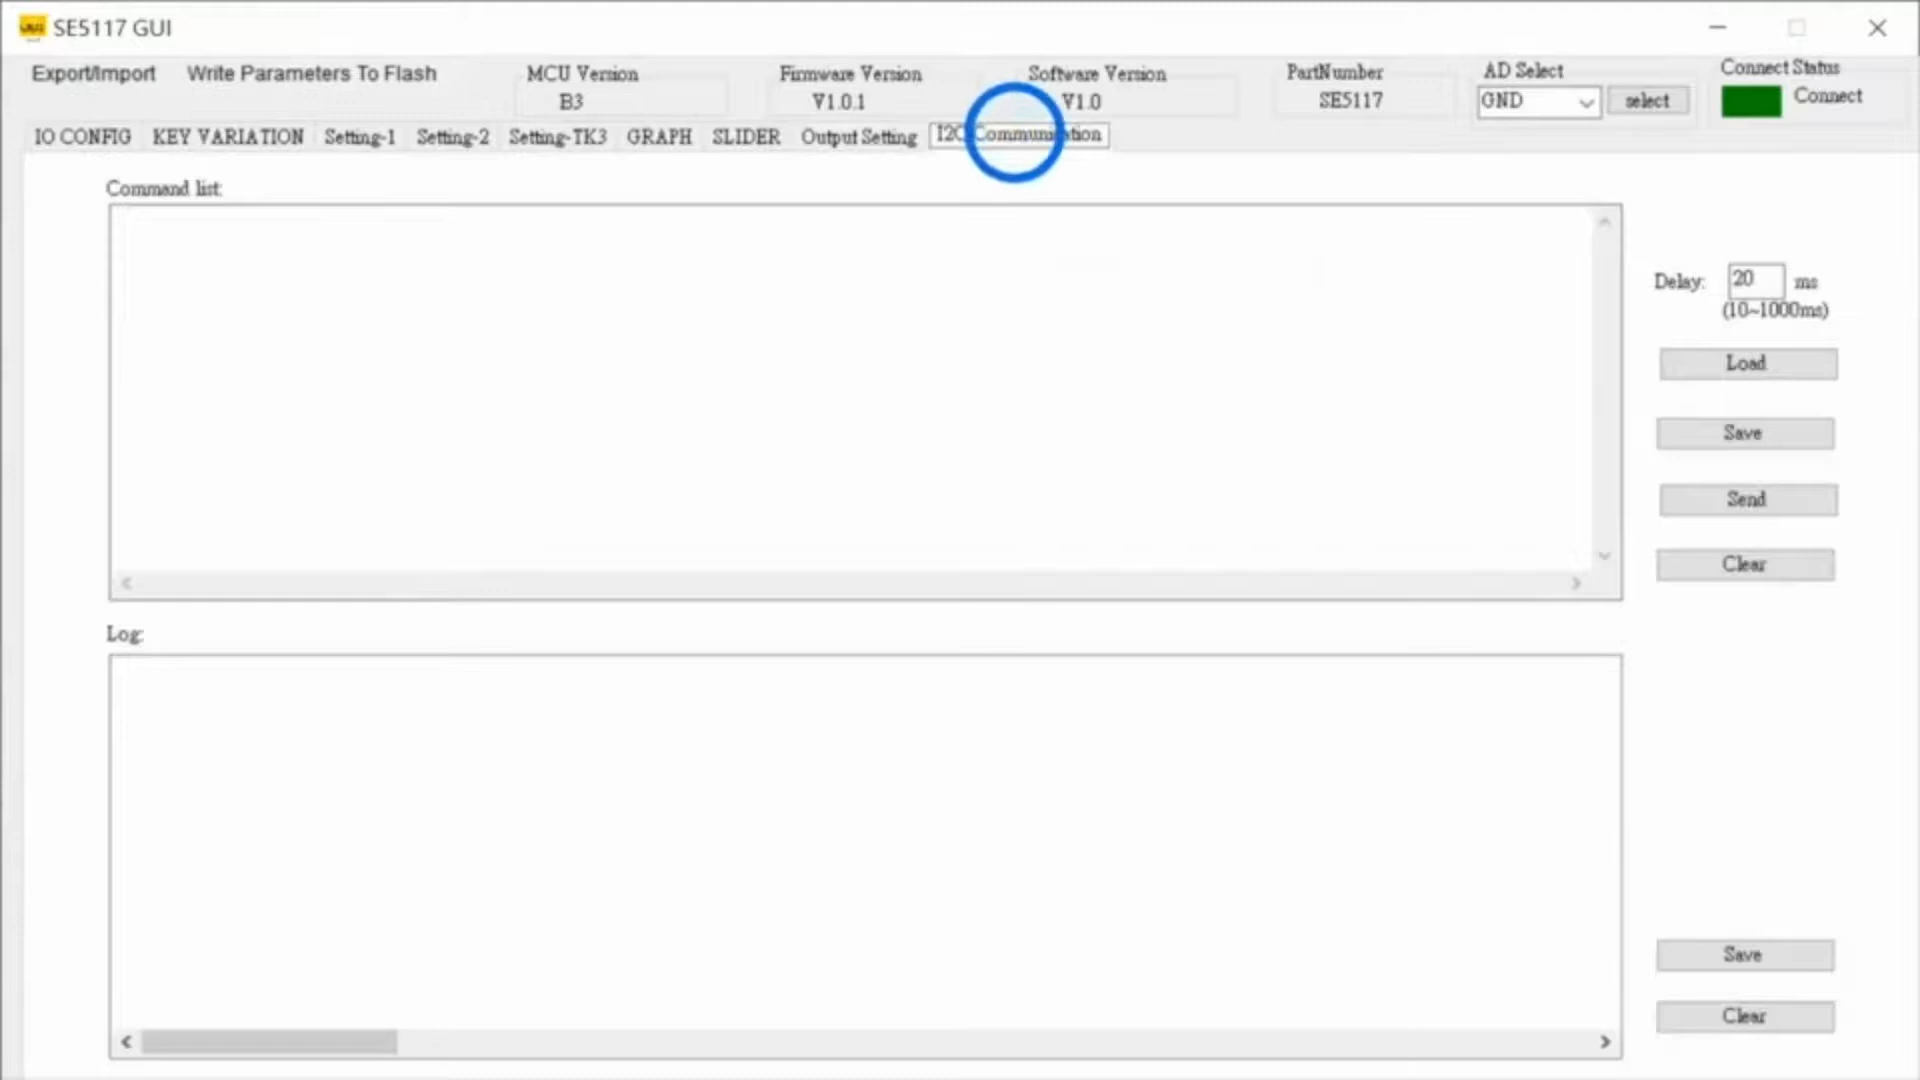 SE5117 GUI
Export/Import Write Parameters To Flash
MCU Version
B3
Firmware Version
V1.0.1
Software Version
V1.0
PartNumber
SE5117
AD Select
GND select
Connect Status
Connect
IO CONFIG KEY VARIATION Setting-1 Setting-2 Setting-TK3 GRAPH SLIDER Output Setting I2C Communication
Command list:
Delay: 20 ms
(10~1000ms)
Load
Save
Send
Clear
Log:
Save
Clear